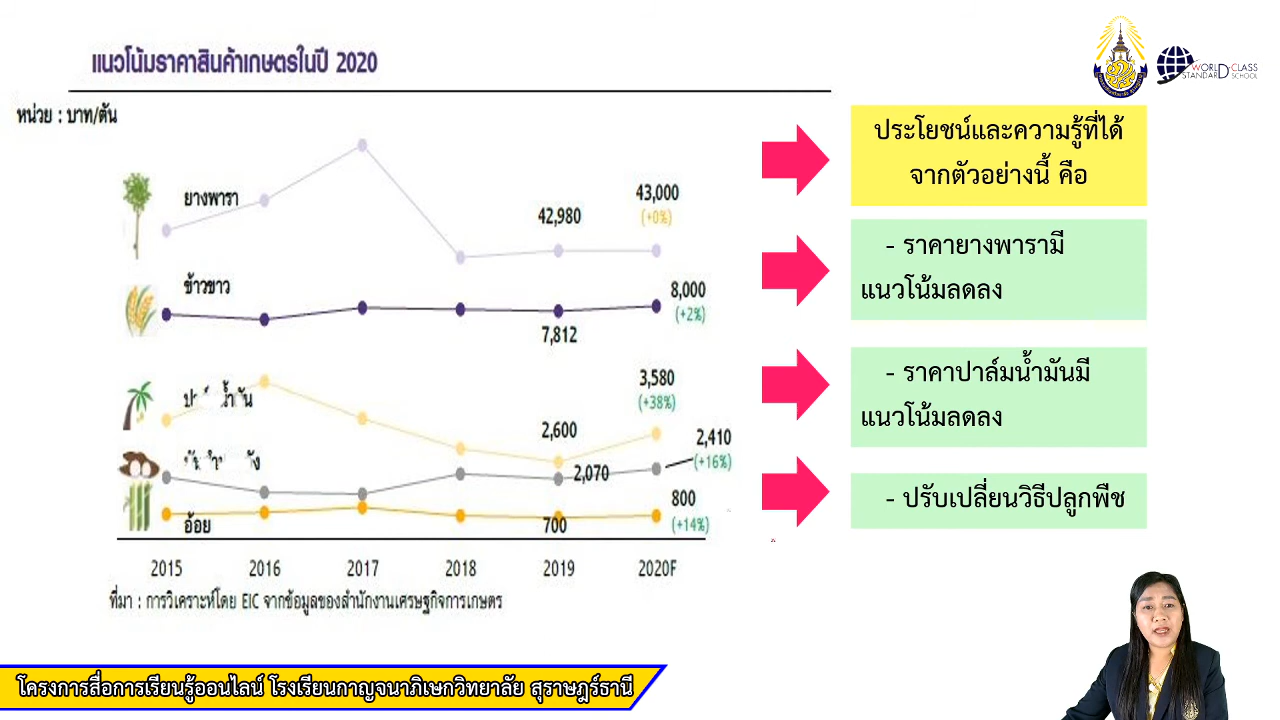 แนวโน้มราคาสินค้าเกษตรในปี 2020
หน่วย : บาท/ตัน
ยางพารา
42,980
43,000
(+0%)
ข้าวขาว
7,812
8,000
(+2%)
2,600
3,580
(+38%)
2,070
2,410
(+16%)
อ้อย
700
800
(+14%)
2015 2016 2017 2018 2019 2020F
ที่มา : การวิเคราะห์โดย EIC จากข้อมูลของสำนักงานเศรษฐกิจการเกษตร
WORLD-CLASS
STANDARD SCHOOL
ประโยชน์และความรู้ที่ได้
จากตัวอย่างนี้ คือ
- ราคายางพารามี
แนวโน้มลดลง
- ราคาปาล์มน้ำมันมี
แนวโน้มลดลง
- ปรับเปลี่ยนวิธีปลูกพืช
โครงการสื่อการเรียนรู้ออนไลน์ โรงเรียนกาญจนาภิเษกวิทยาลัย สุราษฎร์ธานี